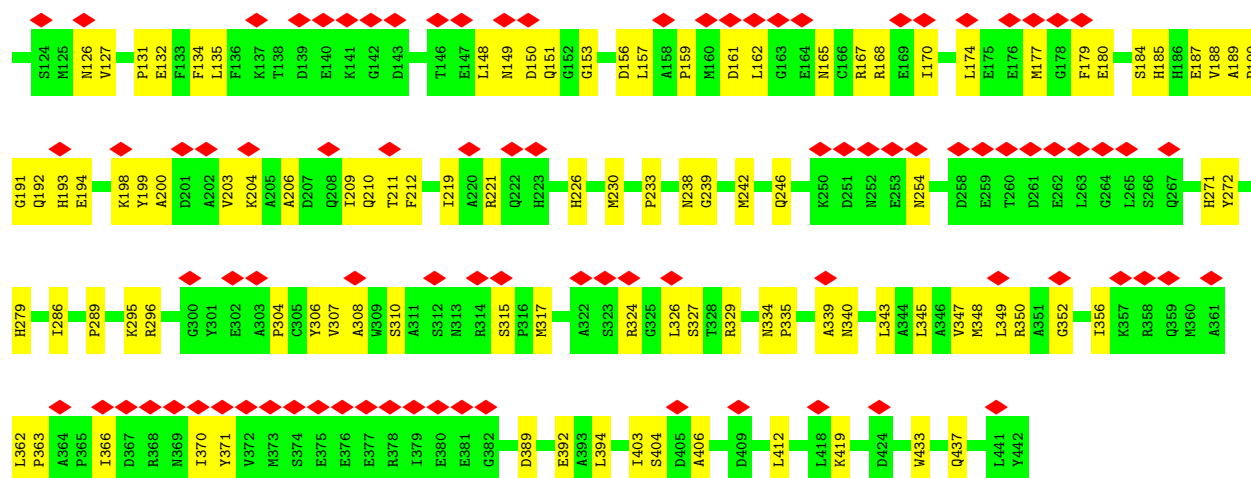 S124 M125 N126 V127 P131 E132 F133 F134 L135 F136 K137 T138 D139 E140 K141 G142 D143 T146 E147 L148 N149 D150 Q151 G152 G153 D156 L157 A158 P159 M160 D161 L162 G163 E164 N165 C166 R167 R168 E169 I170 L174 E175 E176 M177 G178 F179 E180 S184 H185 H186 E187 V188 A189
G191 Q192 H193 E194 K198 Y199 A200 D201 A202 V203 K204 A205 A206 D207 Q208 I209 Q210 T211 F212 I219 A220 R221 Q222 H223 H226 M230 P233 N238 G239 M242 Q246 K250 D251 N252 E253 N254 D258 E259 T260 D261 E262 L263 G264 L265 S266 Q267 H271 Y272
H279 I286 P289 K295 R296 G300 Y301 E302 A303 P304 C305 Y306 V307 A308 W309 S310 A311 S312 N313 R314 S315 P316 M317 A322 S323 R324 G325 L326 S327 T328 R329 N334 P335 A339 N340 L343 A344 L345 A346 V347 M348 L349 R350 A351 G352 I356 K357 R358 Q359 M360 A361
L362 P363 A364 P365 I366 D367 R368 N369 I370 Y371 V372 M373 S374 E375 E376 E377 R378 I379 E380 E381 G382 D389 E392 A393 L394 I403 S404 D405 A406 D409 L412 L418 K419 D424 W433 Q437 L441 Y442